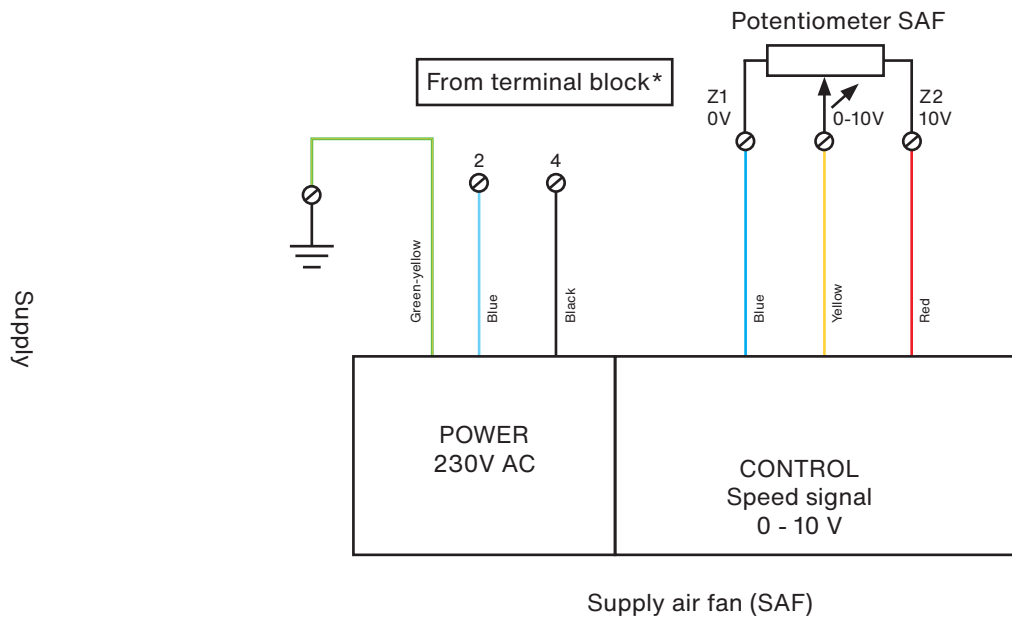 Potentiometer SAF
From terminal block*
Z1
0V
0-10V
Z2
10V
2
4
Supply
Green-yellow
Blue
Black
Blue
Yellow
Red
POWER
230V AC
CONTROL
Speed signal
0 - 10 V
Supply air fan (SAF)